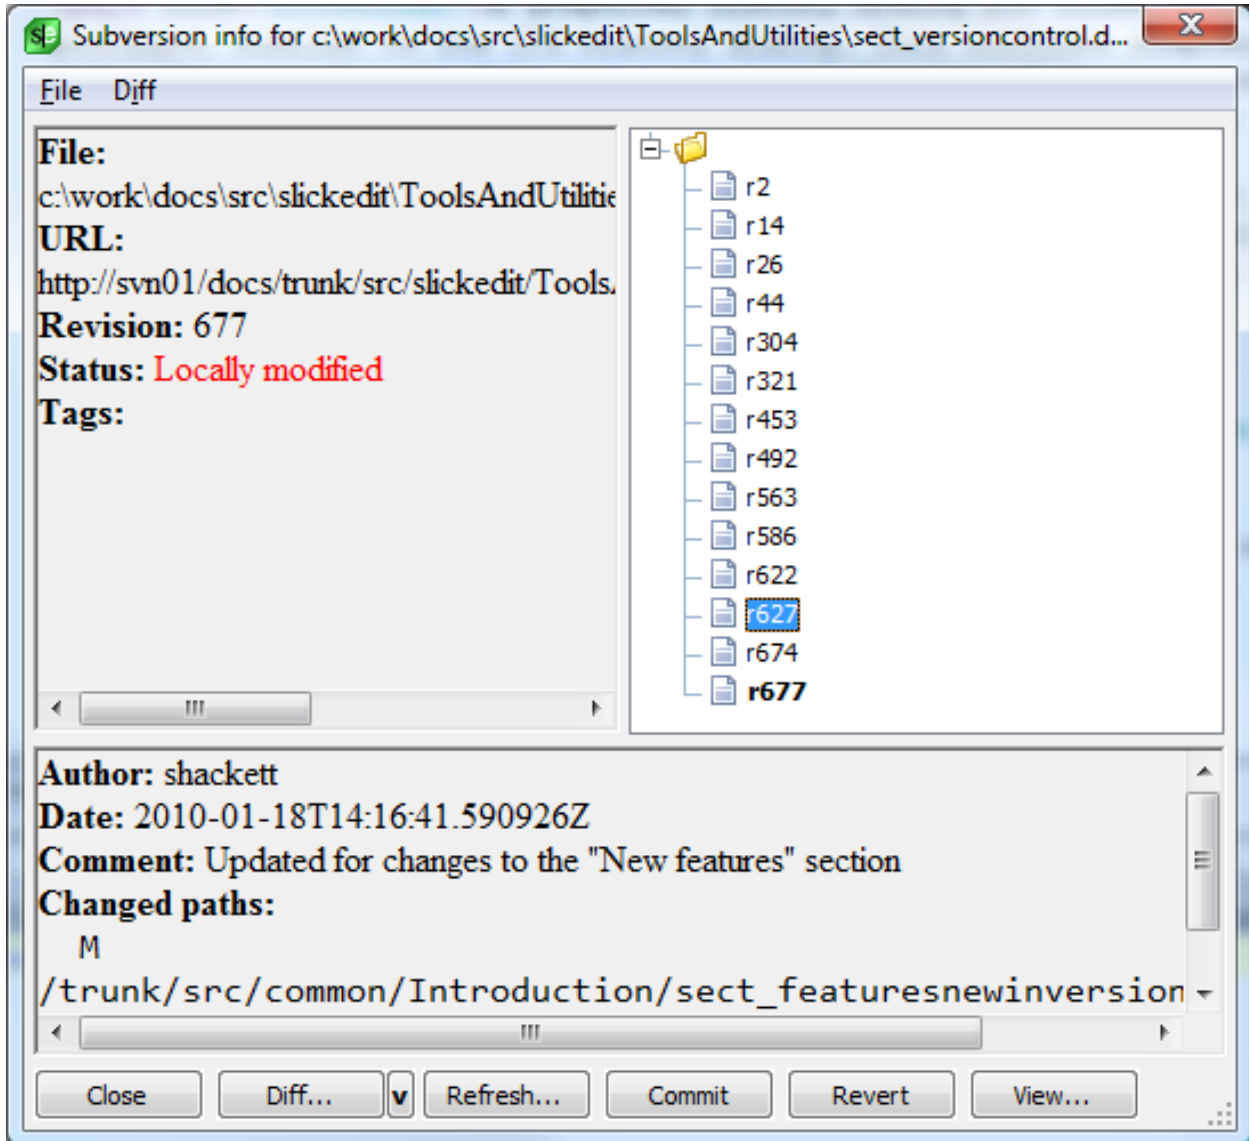 Subversion info for c:\work\docs\src\slickedit\ToolsAndUtilities\sect_versioncontrol.d...
File Diff
File:
c:\work\docs\src\slickedit\ToolsAndUtilitie
URL:
http://svn01/docs/trunk/src/slickedit/Tools.
Revision: 677
Status: Locally modified
Tags:
r2
r14
r26
r44
r304
r321
r453
r492
r563
r586
r622
r627
r674
r677
Author: shackett
Date: 2010-01-18T14:16:41.590926Z
Comment: Updated for changes to the "New features" section
Changed paths:
M
/trunk/src/common/Introduction/sect_featuresnewinversion
Close Diff... v Refresh... Commit Revert View...